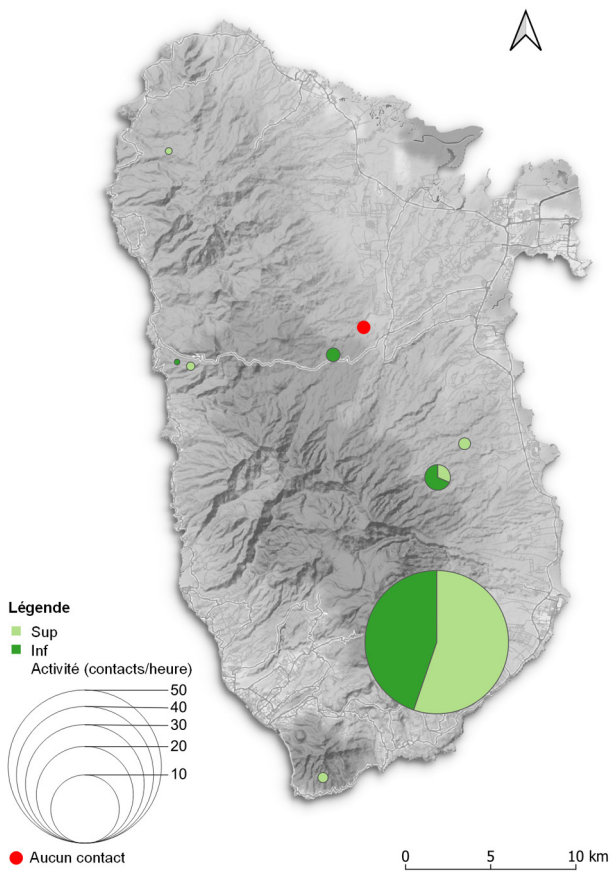 Légende
Sup
Inf
Activité (contacts/heure)
50
40
30
20
10
Aucun contact
0 5 10 km